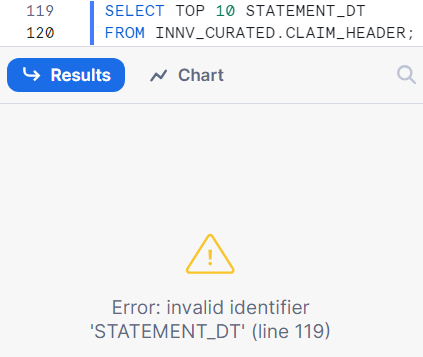 119 SELECT TOP 10 STATEMENT_DT
120 FROM INNV_CURATED.CLAIM_HEADER;
Results Chart
Error: invalid identifier
'STATEMENT_DT' (line 119)